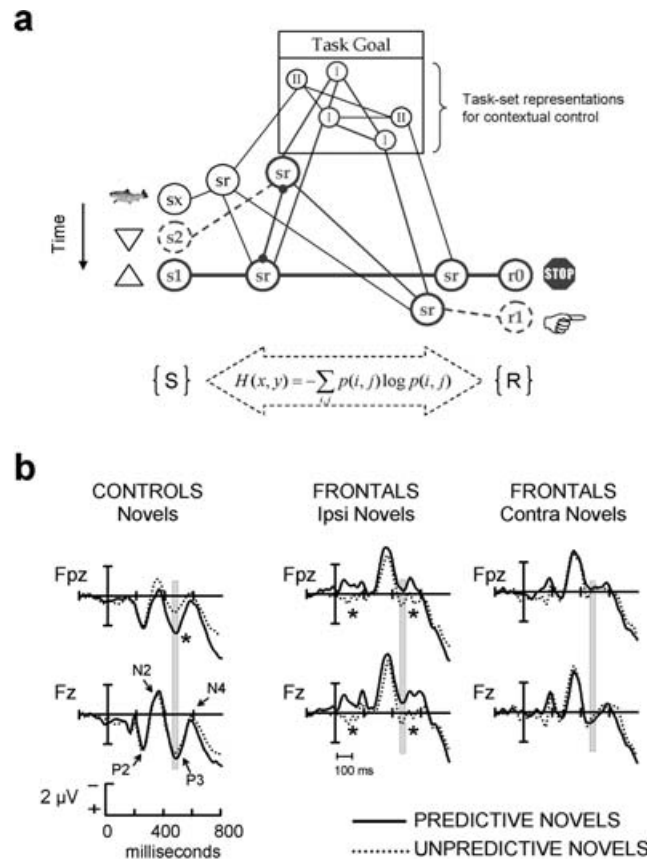 a
Task Goal
II
I
I
II
I
Task-set representations
for contextual control
Time
sx
sr
sr
s2
s1
sr
sr
r0
STOP
sr
r1
{S}
H(x, y) = −∑ p(i, j) log p(i, j)
i,j
{R}
b
CONTROLS
Novels
FRONTALS
Ipsi Novels
FRONTALS
Contra Novels
Fpz
*
Fpz
*
*
Fpz
Fz
N2
N4
P2
P3
Fz
*
*
Fz
100 ms
2 µV
−
+
0
200
400
600
800
milliseconds
PREDICTIVE NOVELS
UNPREDICTIVE NOVELS